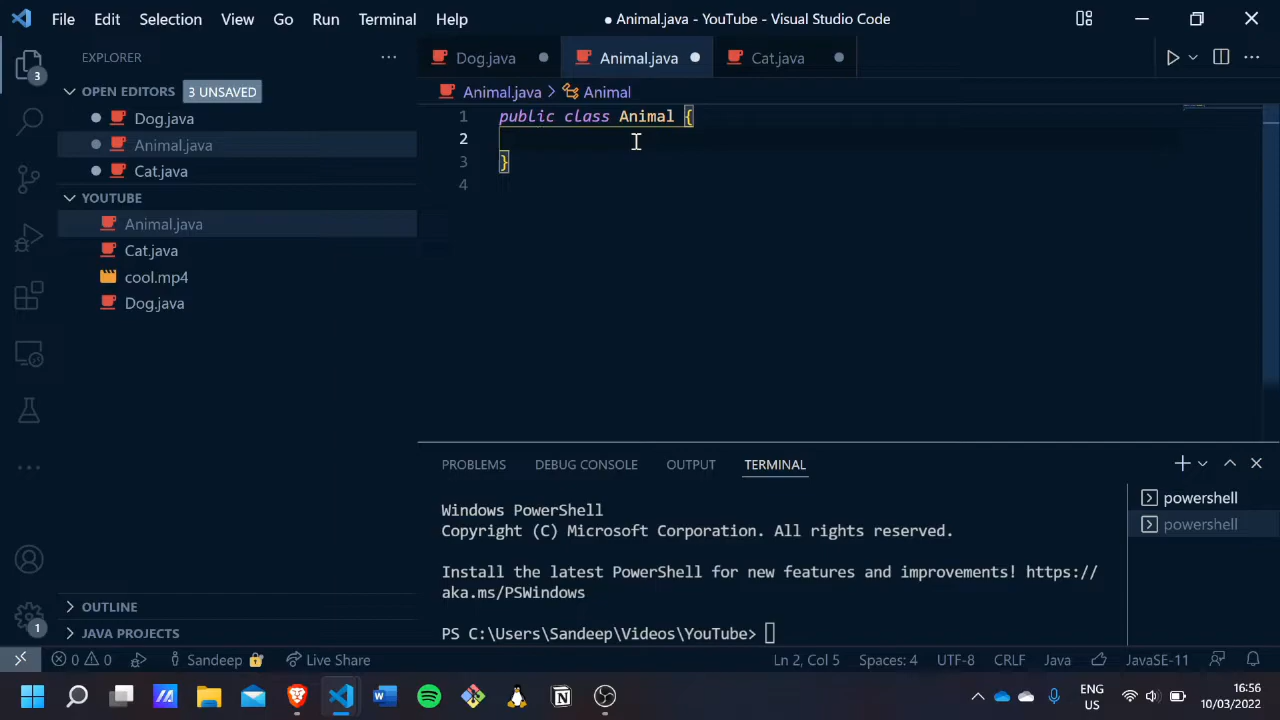 File Edit Selection View Go Run Terminal Help
● Animal.java - YouTube - Visual Studio Code
EXPLORER
OPEN EDITORS 3 UNSAVED
Dog.java
Animal.java
Cat.java
YOUTUBE
Animal.java
Cat.java
cool.mp4
Dog.java
OUTLINE
JAVA PROJECTS
3
1
Dog.java Animal.java Cat.java
Animal.java > Animal
1 public class Animal {
2
3 }
4
PROBLEMS DEBUG CONSOLE OUTPUT TERMINAL
Windows PowerShell
Copyright (C) Microsoft Corporation. All rights reserved.
Install the latest PowerShell for new features and improvements! https://
aka.ms/PSWindows
PS C:\Users\Sandeep\Videos\YouTube>
powershell
powershell
0 0 Sandeep Live Share Ln 2, Col 5 Spaces: 4 UTF-8 CRLF Java JavaSE-11
ENG
US
16:56
10/03/2022